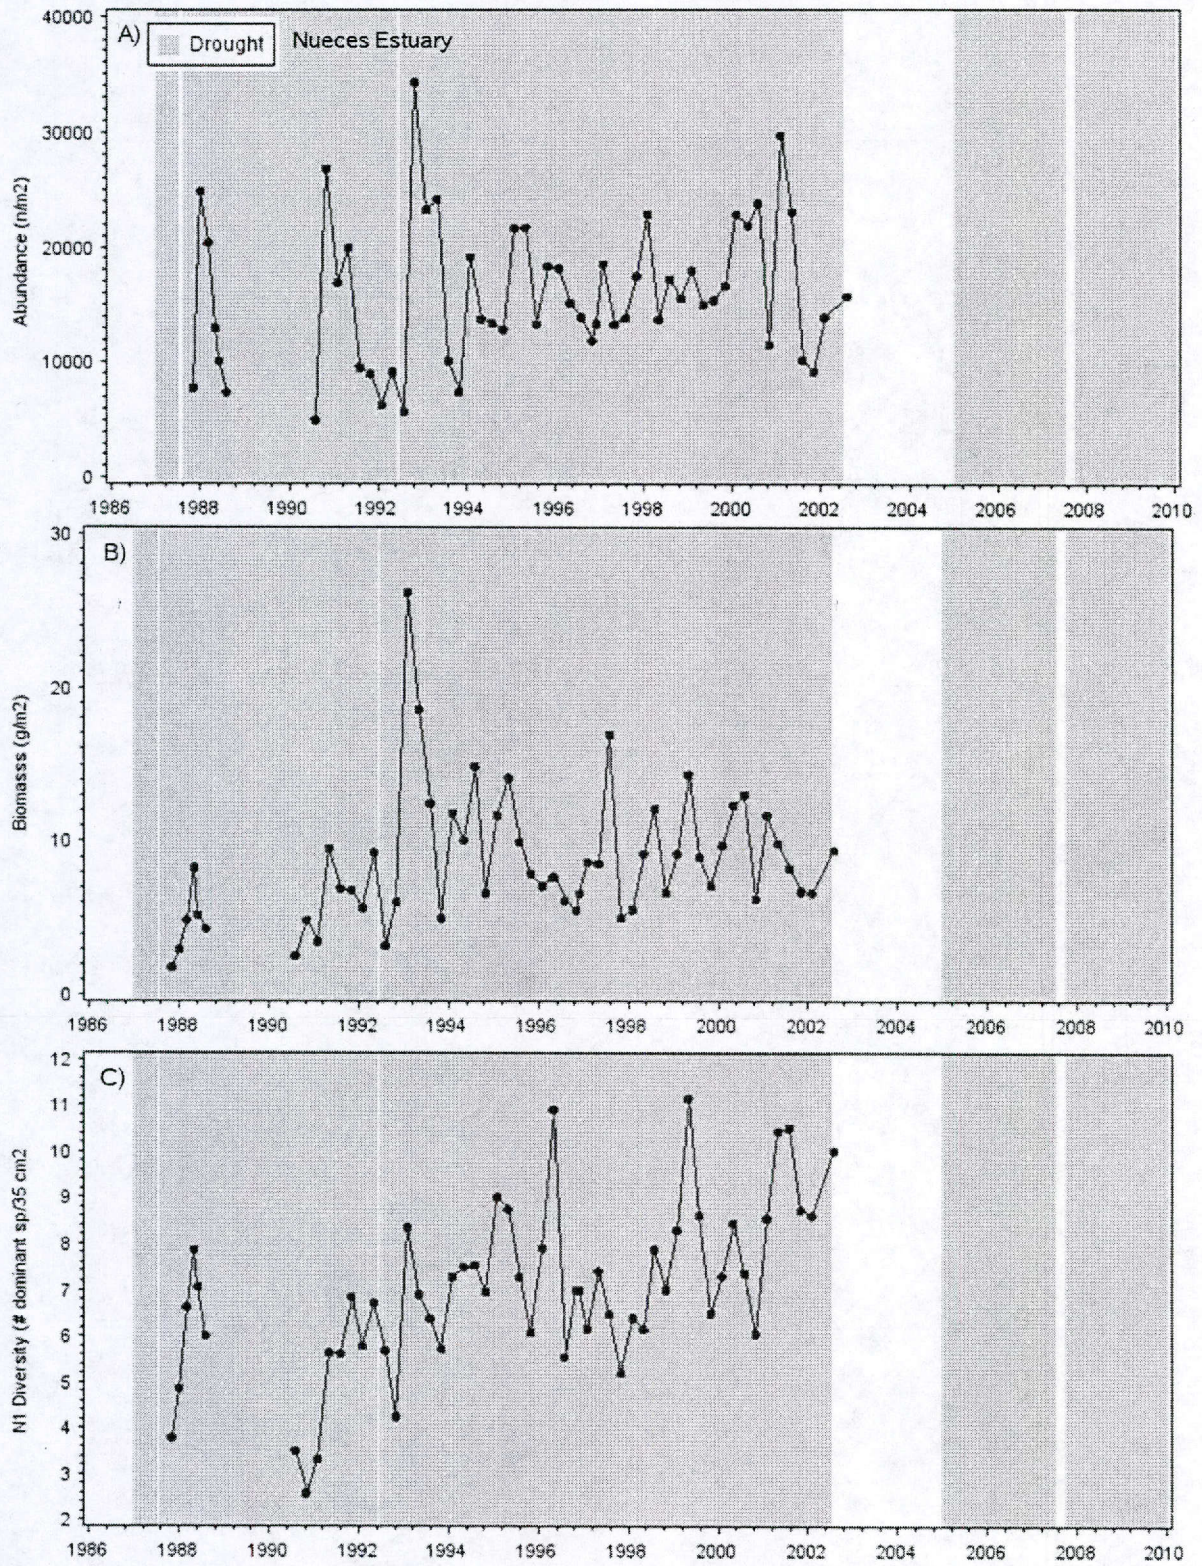 A)
Drought
Nueces Estuary
Abundance (n/m2)
40000
30000
20000
10000
0
1986 1988 1990 1992 1994 1996 1998 2000 2002 2004 2006 2008 2010
B)
Biomasss (g/m2)
30
20
10
0
1986 1988 1990 1992 1994 1996 1998 2000 2002 2004 2006 2008 2010
C)
N1 Diversity (# dominant sp/35 cm2
12
11
10
9
8
7
6
5
4
3
2
1986 1988 1990 1992 1994 1996 1998 2000 2002 2004 2006 2008 2010